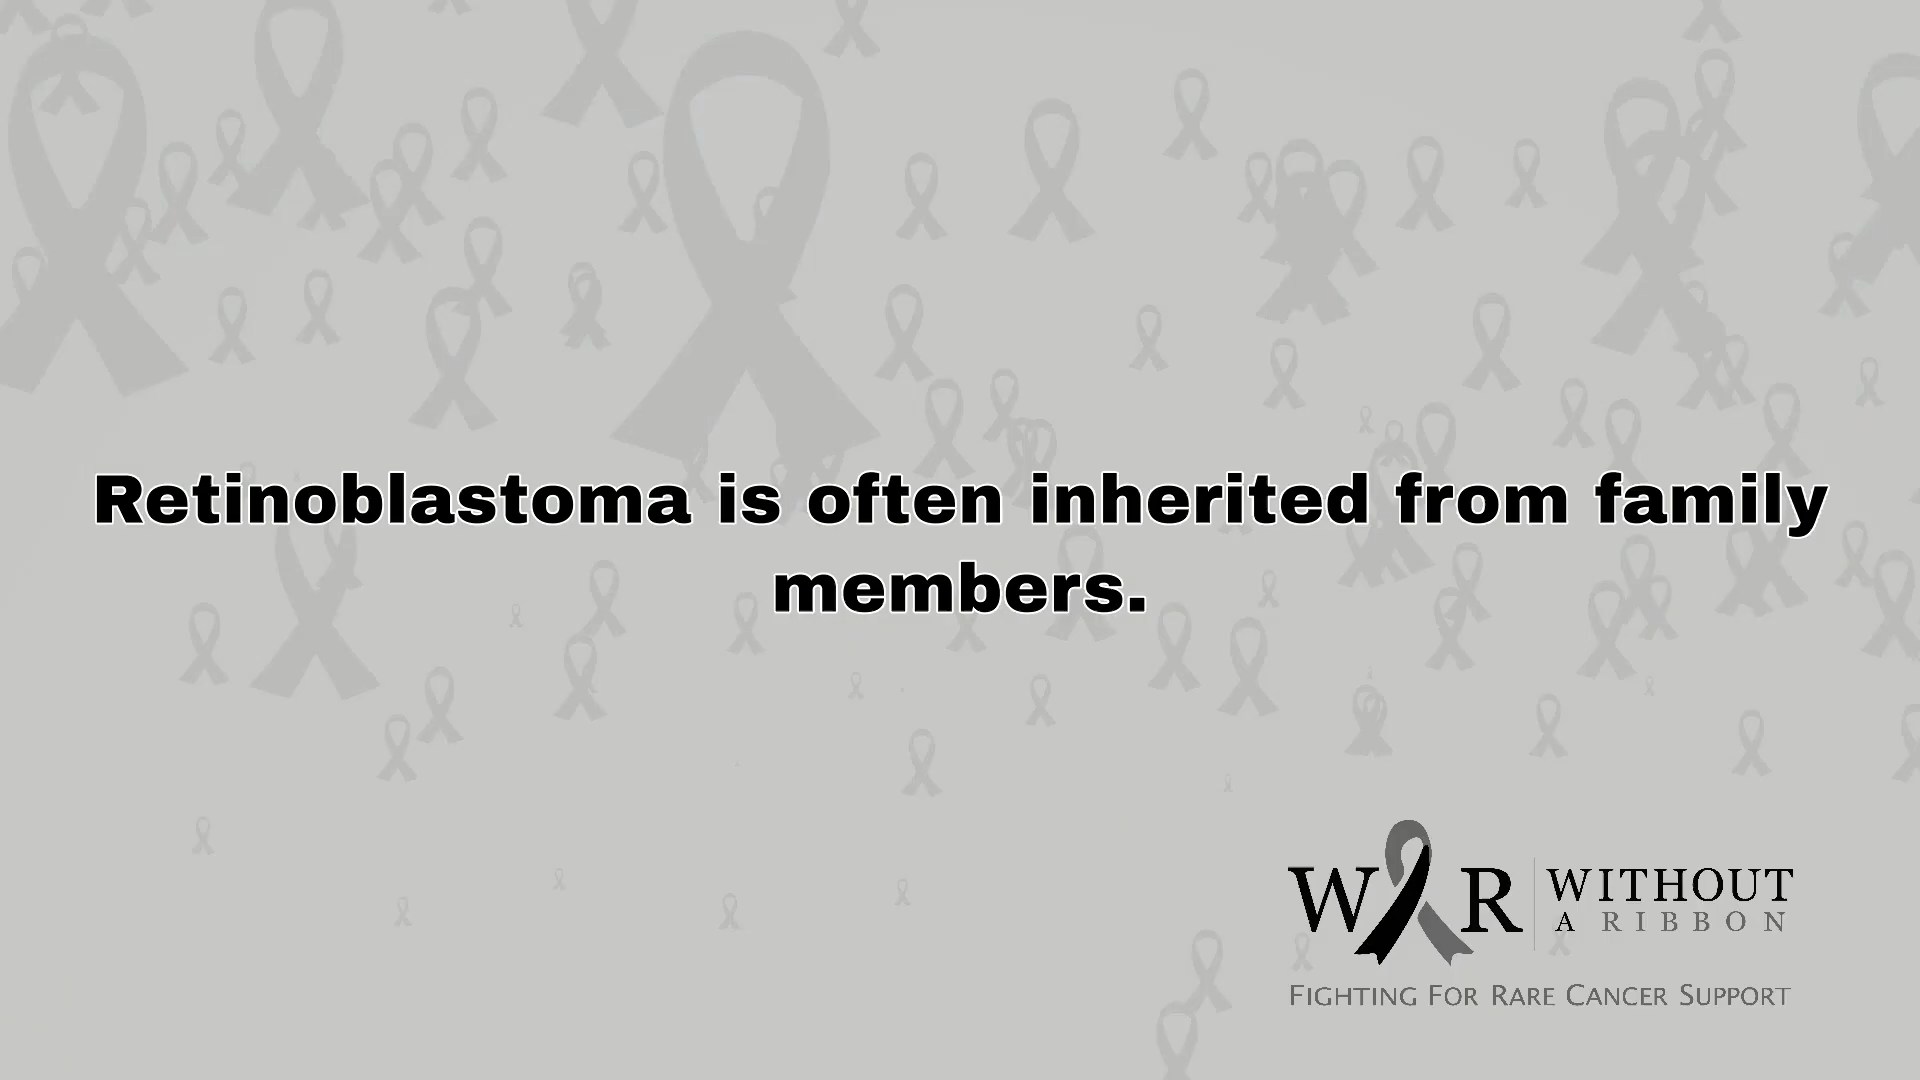 Retinoblastoma is often inherited from family
members.
WAR WITHOUT
A RIBBON
FIGHTING FOR RARE CANCER SUPPORT